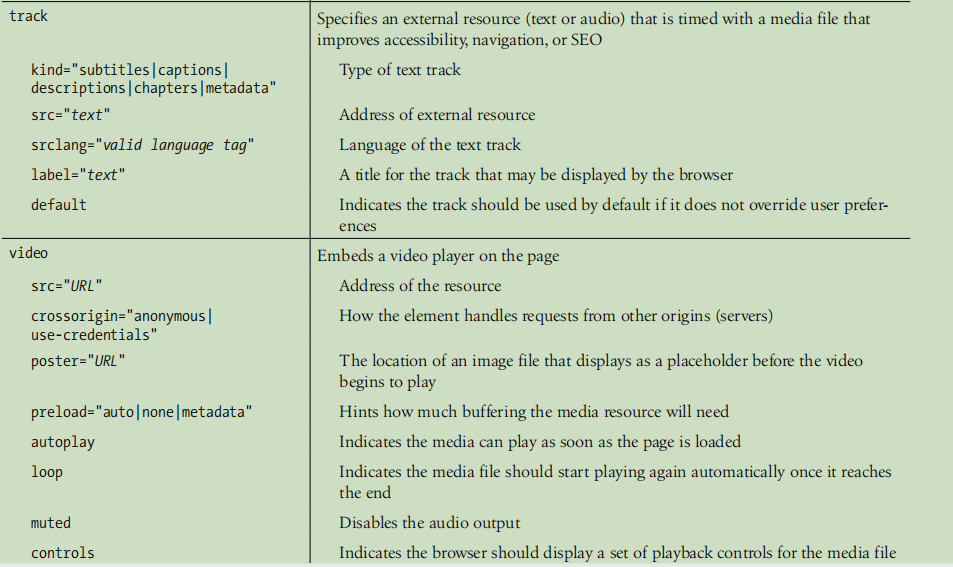 track
Specifies an external resource (text or audio) that is timed with a media file that
improves accessibility, navigation, or SEO
kind="subtitles|captions|
descriptions|chapters|metadata"
Type of text track
src="text"
Address of external resource
srclang="valid language tag"
Language of the text track
label="text"
A title for the track that may be displayed by the browser
default
Indicates the track should be used by default if it does not override user prefer-
ences
video
Embeds a video player on the page
src="URL"
Address of the resource
crossorigin="anonymous|
use-credentials"
How the element handles requests from other origins (servers)
poster="URL"
The location of an image file that displays as a placeholder before the video
begins to play
preload="auto|none|metadata"
Hints how much buffering the media resource will need
autoplay
Indicates the media can play as soon as the page is loaded
loop
Indicates the media file should start playing again automatically once it reaches
the end
muted
Disables the audio output
controls
Indicates the browser should display a set of playback controls for the media file